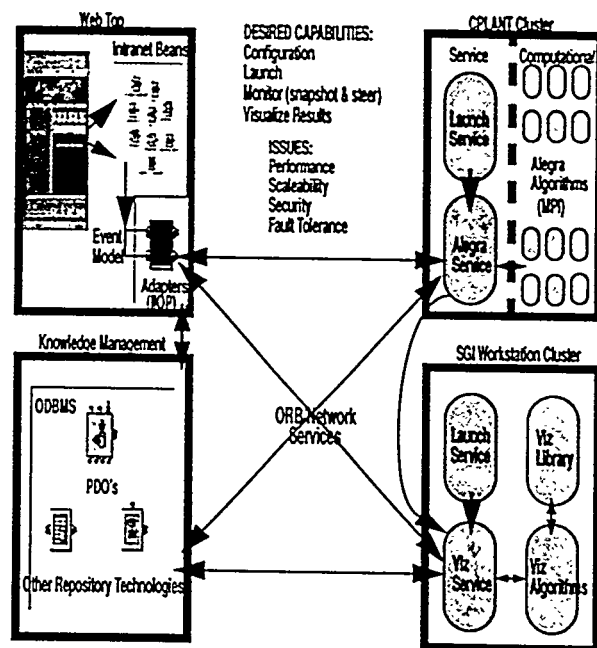 Web Top
Intranet Beans
Event
Model
Adapters
(IIOP)
DESIRED CAPABILITIES:
Configuration
Launch
Monitor (snapshot & steer)
Visualize Results
ISSUES:
Performance
Scaleability
Security
Fault Tolerance
CPLANT Cluster
Service
Computational
Launch
Service
Alegra
Service
Alegra
Algorithms
(MPI)
Knowledge Management
ODBMS
PDO's
Other Repository Technologies
ORB Network
Services
SGI Workstation Cluster
Launch
Service
Viz
Library
Viz
Service
Viz
Algorithms